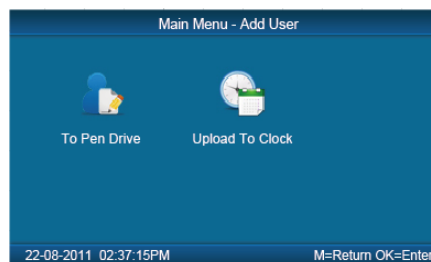 Main Menu - Add User
To Pen Drive
Upload To Clock
22-08-2011 02:37:15PM
M=Return OK=Enter